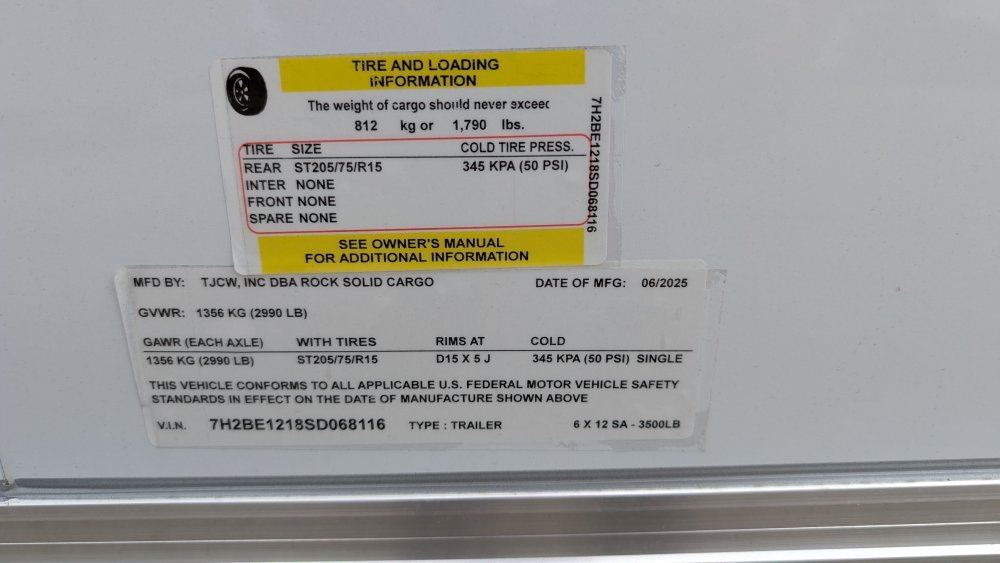 TIRE AND LOADING
INFORMATION
The weight of cargo should never exceed
812 kg or 1,790 lbs.
TIRE SIZE COLD TIRE PRESS.
REAR ST205/75/R15 345 KPA (50 PSI)
INTER NONE
FRONT NONE
SPARE NONE
7H2BE1218SD068116
SEE OWNER'S MANUAL
FOR ADDITIONAL INFORMATION
MFD BY: TJCW, INC DBA ROCK SOLID CARGO DATE OF MFG: 06/2025
GVWR: 1356 KG (2990 LB)
GAWR (EACH AXLE) WITH TIRES RIMS AT COLD
1356 KG (2990 LB) ST205/75/R15 D15 X 5 J 345 KPA (50 PSI) SINGLE
THIS VEHICLE CONFORMS TO ALL APPLICABLE U.S. FEDERAL MOTOR VEHICLE SAFETY
STANDARDS IN EFFECT ON THE DATE OF MANUFACTURE SHOWN ABOVE
V.I.N. 7H2BE1218SD068116 TYPE : TRAILER 6 X 12 SA - 3500LB